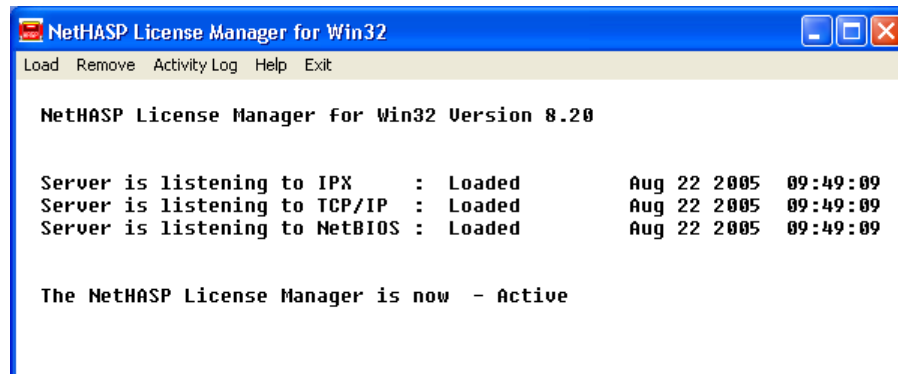 NetHASP License Manager for Win32
Load Remove Activity Log Help Exit
NetHASP License Manager for Win32 Version 8.20
Server is listening to IPX : Loaded Aug 22 2005 09:49:09
Server is listening to TCP/IP : Loaded Aug 22 2005 09:49:09
Server is listening to NetBIOS : Loaded Aug 22 2005 09:49:09
The NetHASP License Manager is now - Active